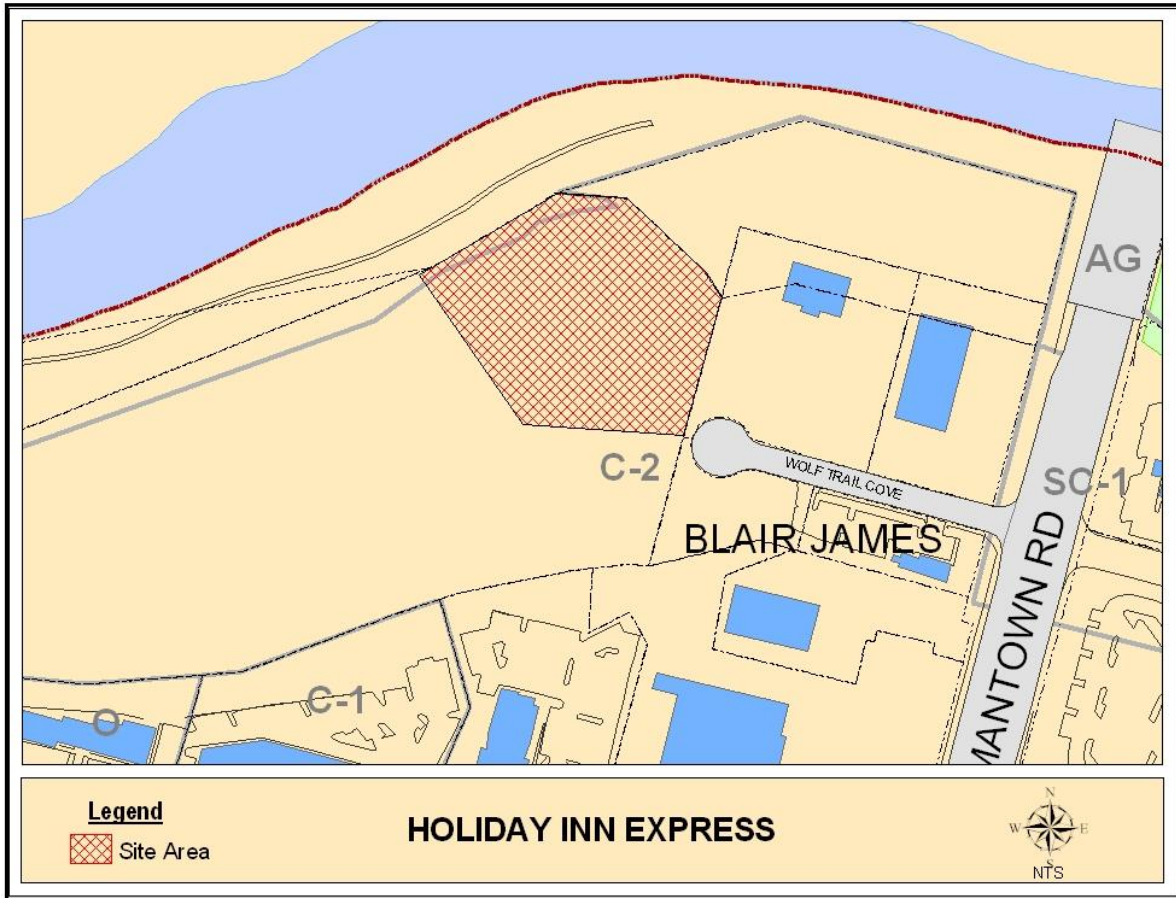 AG
C-2
SC-1
WOLF TRAIL COVE
BLAIR JAMES
MANTOWN RD
C-1
O
Legend
Site Area
HOLIDAY INN EXPRESS
N
W
E
S
NTS